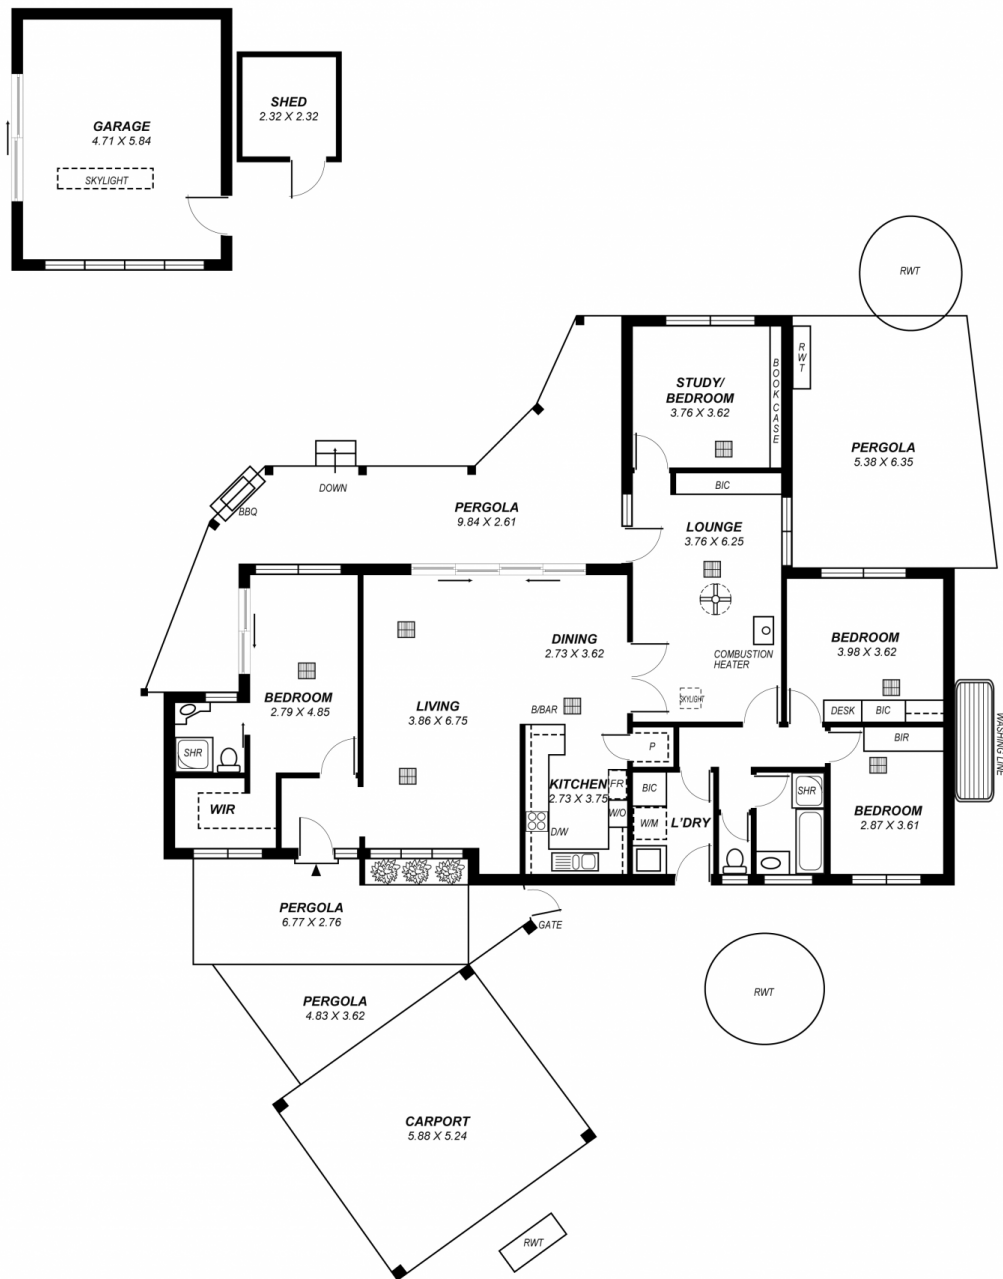 GARAGE
4.71 X 5.84
SKYLIGHT
SHED
2.32 X 2.32
RWT
STUDY/
BEDROOM
3.76 X 3.62
BOOK CASE
RWT
PERGOLA
5.38 X 6.35
DOWN
BBQ
PERGOLA
9.84 X 2.61
BIC
LOUNGE
3.76 X 6.25
COMBUSTION
HEATER
SKYLIGHT
BEDROOM
3.98 X 3.62
DESK
BIC
BIR
WASHING LINE
BEDROOM
2.79 X 4.85
LIVING
3.86 X 6.75
DINING
2.73 X 3.62
B/BAR
SHR
WIR
KITCHEN
2.73 X 3.75
FR
W/O
D/W
P
BIC
W/M
L'DRY
SHR
BEDROOM
2.87 X 3.61
PERGOLA
6.77 X 2.76
GATE
PERGOLA
4.83 X 3.62
RWT
CARPORT
5.88 X 5.24
RWT